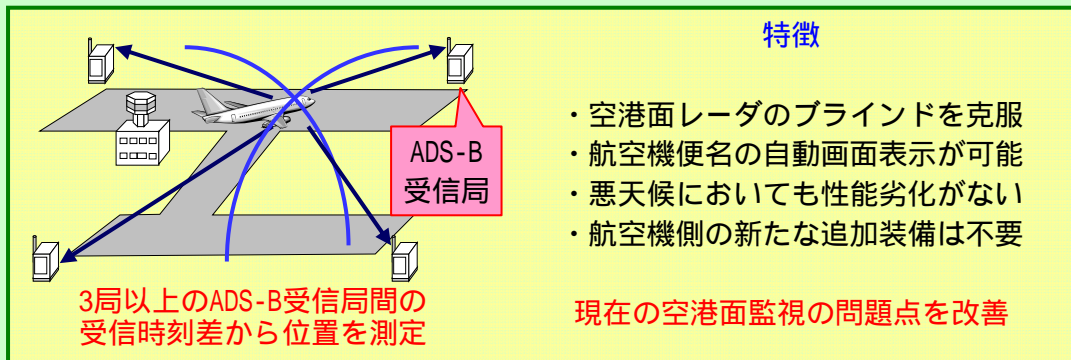 ADS-B
受信局
3局以上のADS-B受信局間の
受信時刻差から位置を測定
特徴
・空港面レーダのブラインドを克服
・航空機便名の自動画面表示が可能
・悪天候においても性能劣化がない
・航空機側の新たな追加装備は不要
現在の空港面監視の問題点を改善